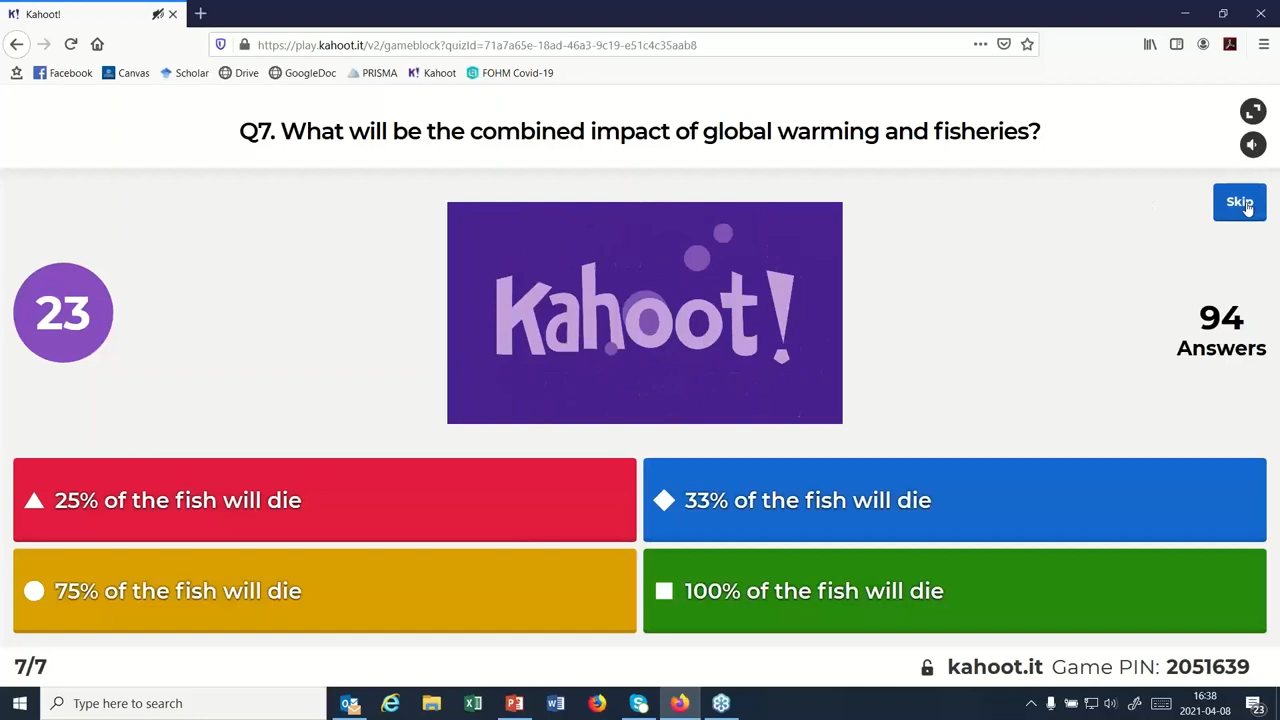 Kahoot!
https://play.kahoot.it/v2/gameblock?quizId=71a7a65e-18ad-46a3-9c19-e51c4c35aab8
Facebook Canvas Scholar Drive GoogleDoc PRISMA Kahoot FOHM Covid-19
Q7. What will be the combined impact of global warming and fisheries?
Skip
Kahoot!
23
94
Answers
25% of the fish will die
33% of the fish will die
75% of the fish will die
100% of the fish will die
7/7
kahoot.it Game PIN: 2051639
Type here to search
16:38
2021-04-08
23